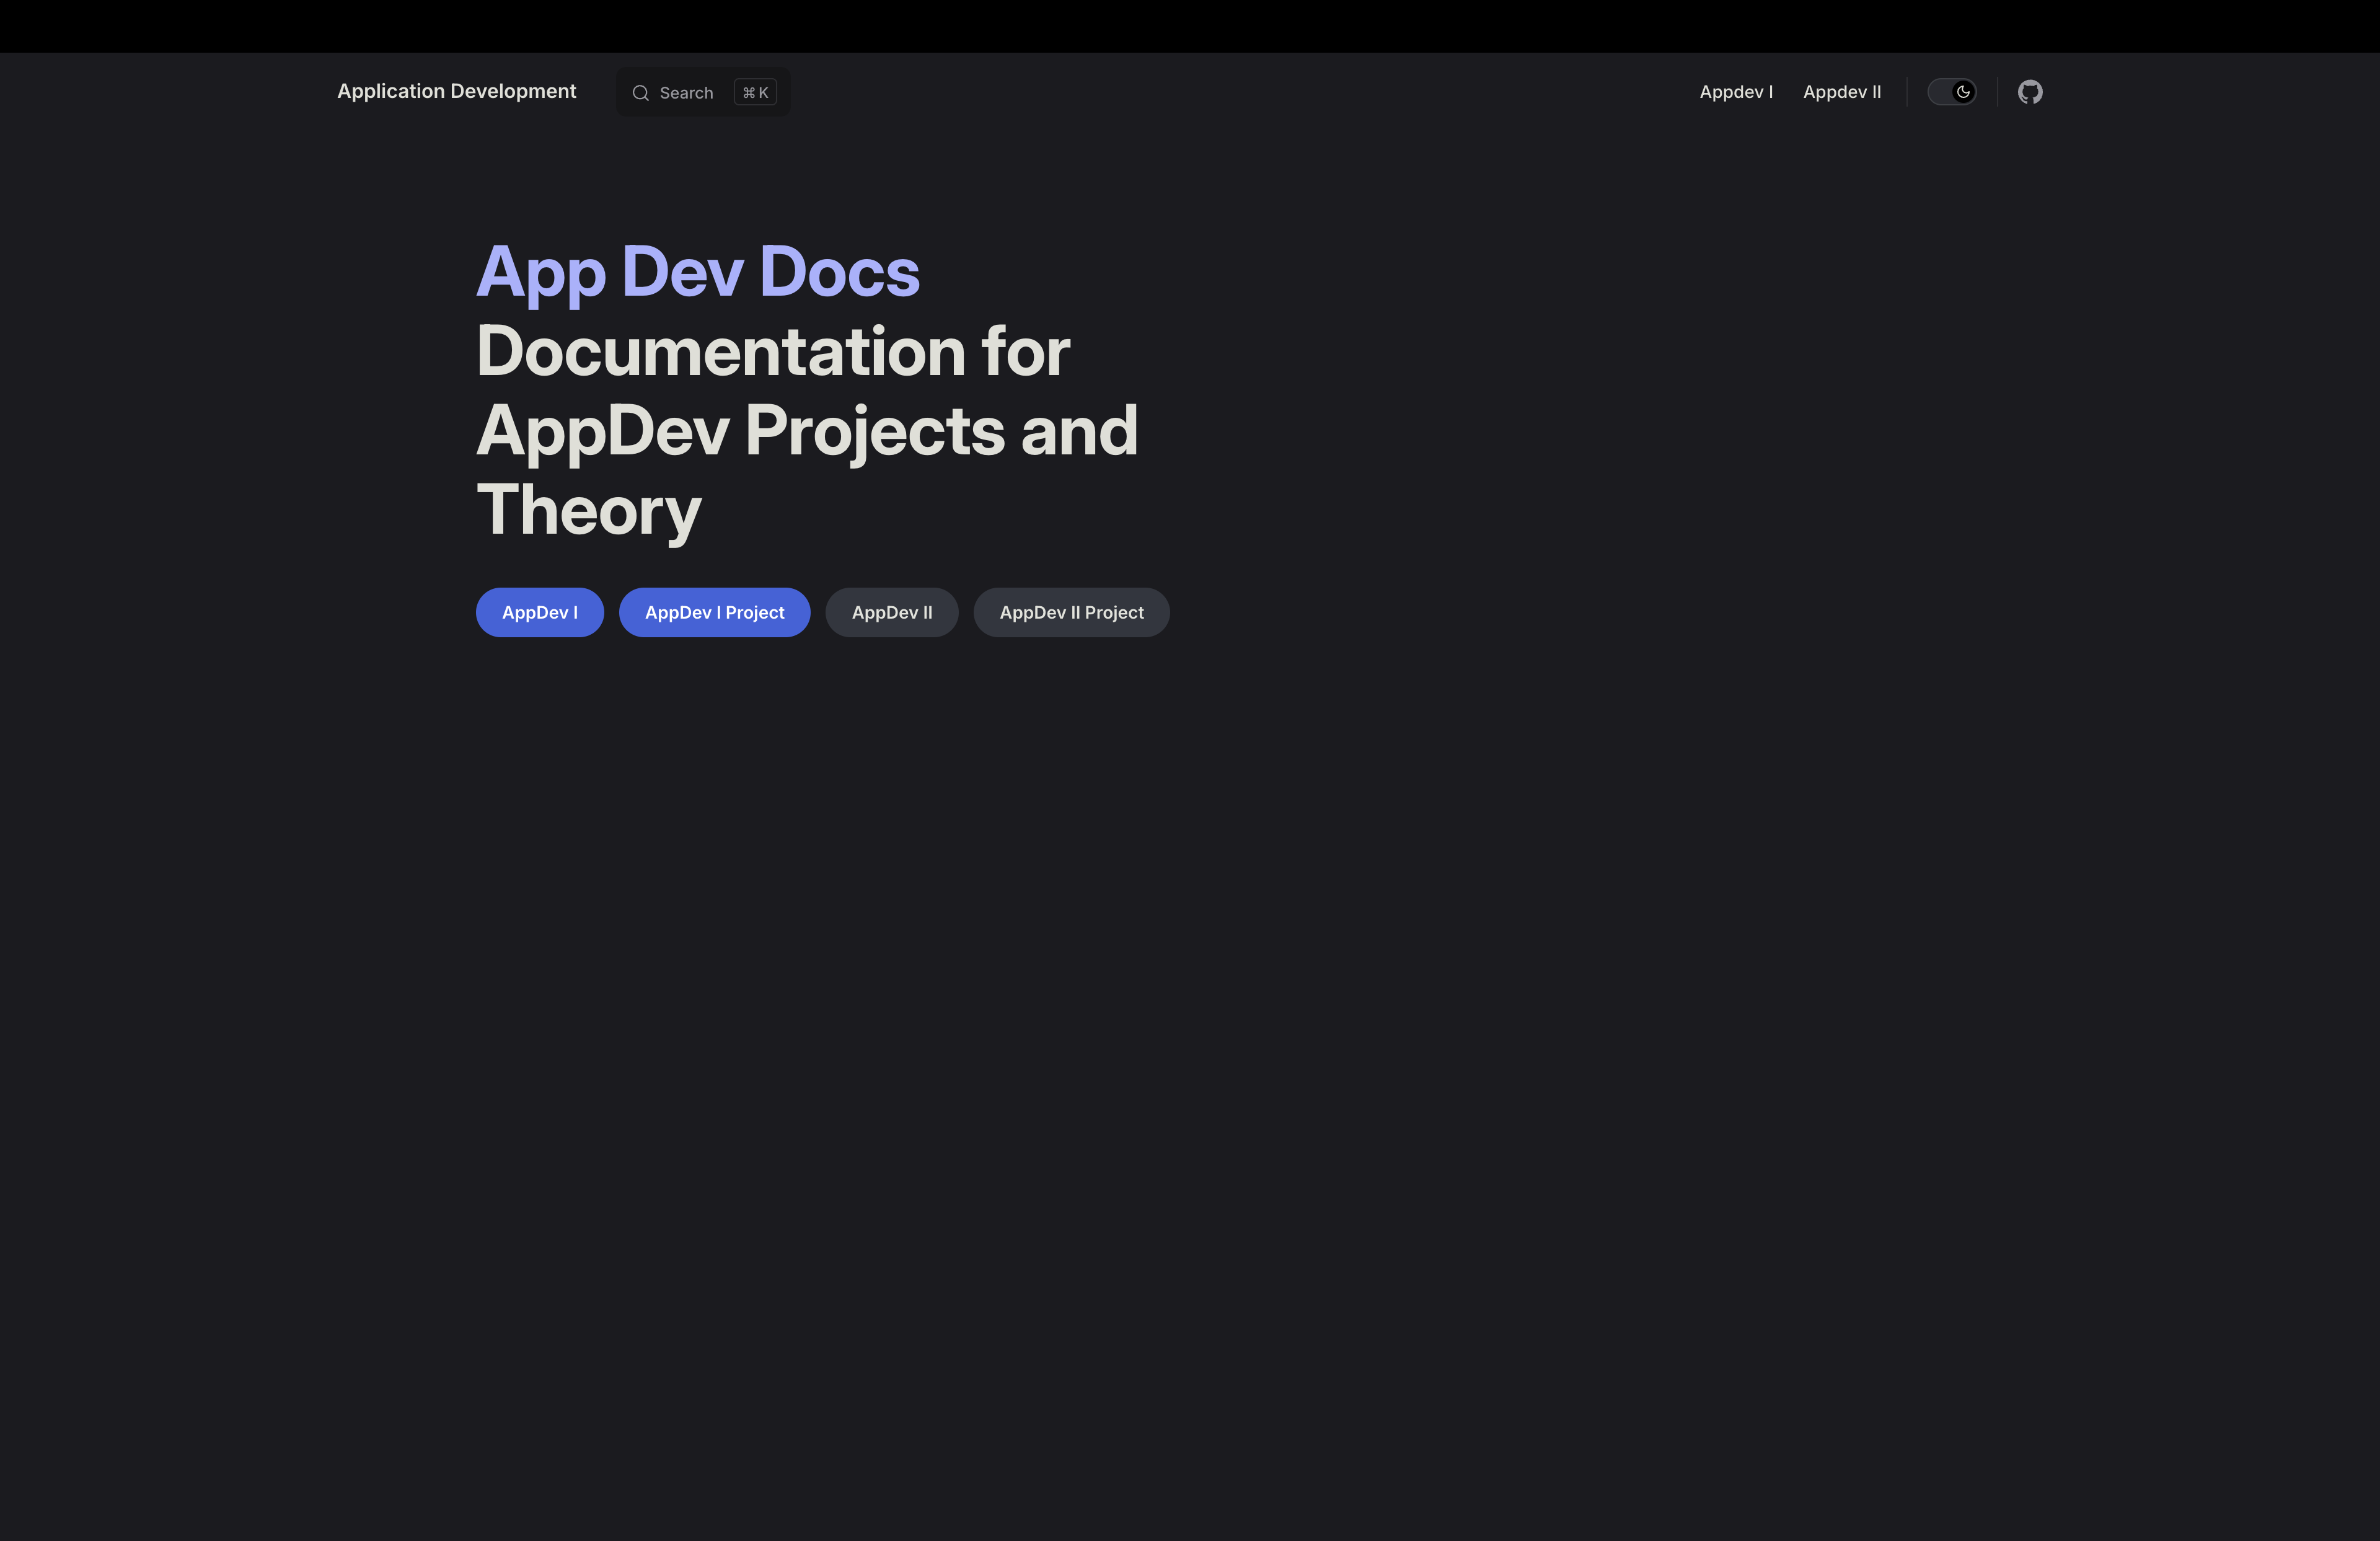 Application Development
Search ⌘ K
Appdev I
Appdev II
App Dev Docs
Documentation for
AppDev Projects and
Theory
AppDev I
AppDev I Project
AppDev II
AppDev II Project